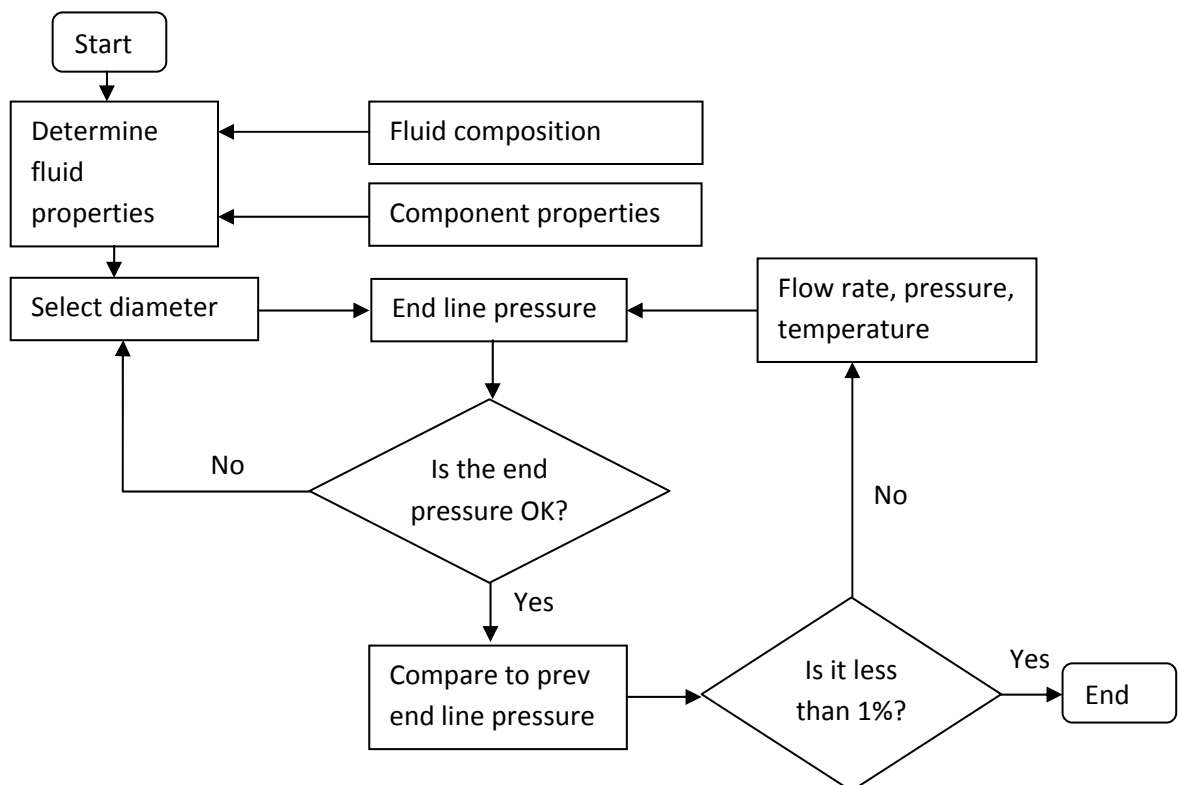 Start
Determine
fluid
properties
Fluid composition
Component properties
Select diameter
End line pressure
Flow rate, pressure,
temperature
No
Is the end
pressure OK?
No
Yes
Compare to prev
end line pressure
Is it less
than 1%?
Yes
End